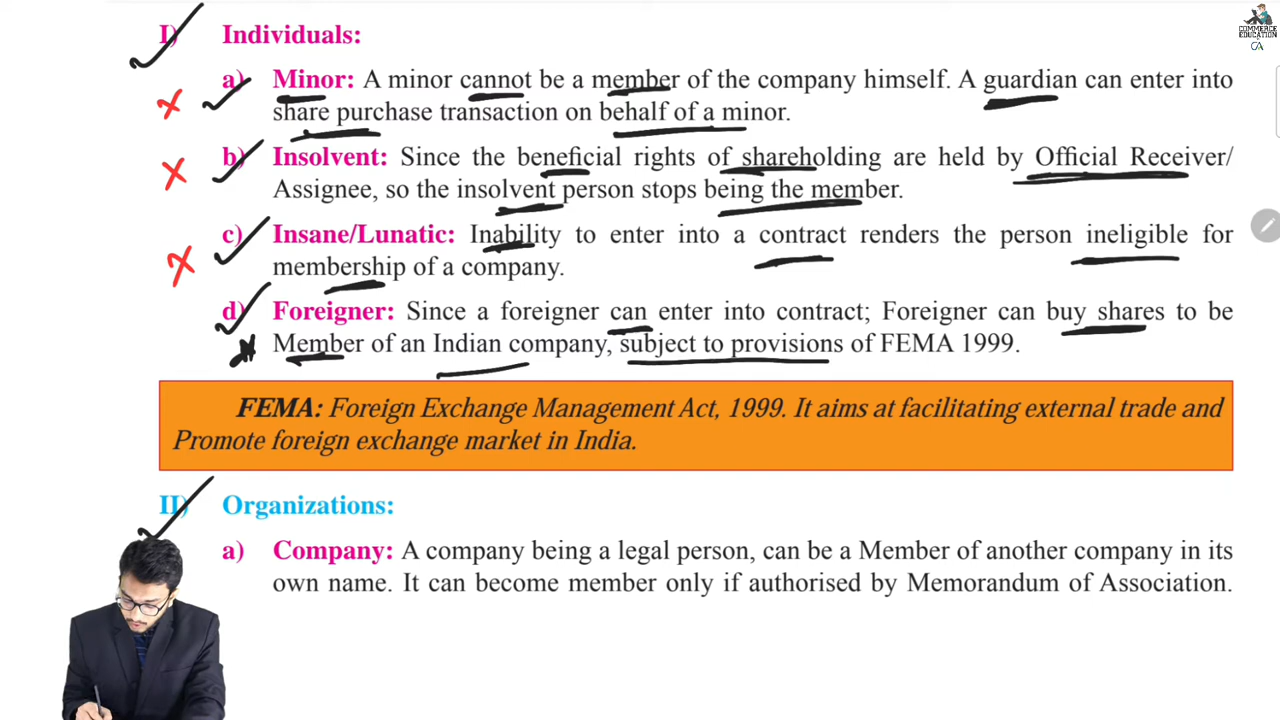 COMMERCE
EDUCATION
CA
I) Individuals:
a) Minor: A minor cannot be a member of the company himself. A guardian can enter into
share purchase transaction on behalf of a minor.
b) Insolvent: Since the beneficial rights of shareholding are held by Official Receiver/
Assignee, so the insolvent person stops being the member.
c) Insane/Lunatic: Inability to enter into a contract renders the person ineligible for
membership of a company.
d) Foreigner: Since a foreigner can enter into contract; Foreigner can buy shares to be
Member of an Indian company, subject to provisions of FEMA 1999.
FEMA: Foreign Exchange Management Act, 1999. It aims at facilitating external trade and
Promote foreign exchange market in India.
II) Organizations:
a) Company: A company being a legal person, can be a Member of another company in its
own name. It can become member only if authorised by Memorandum of Association.